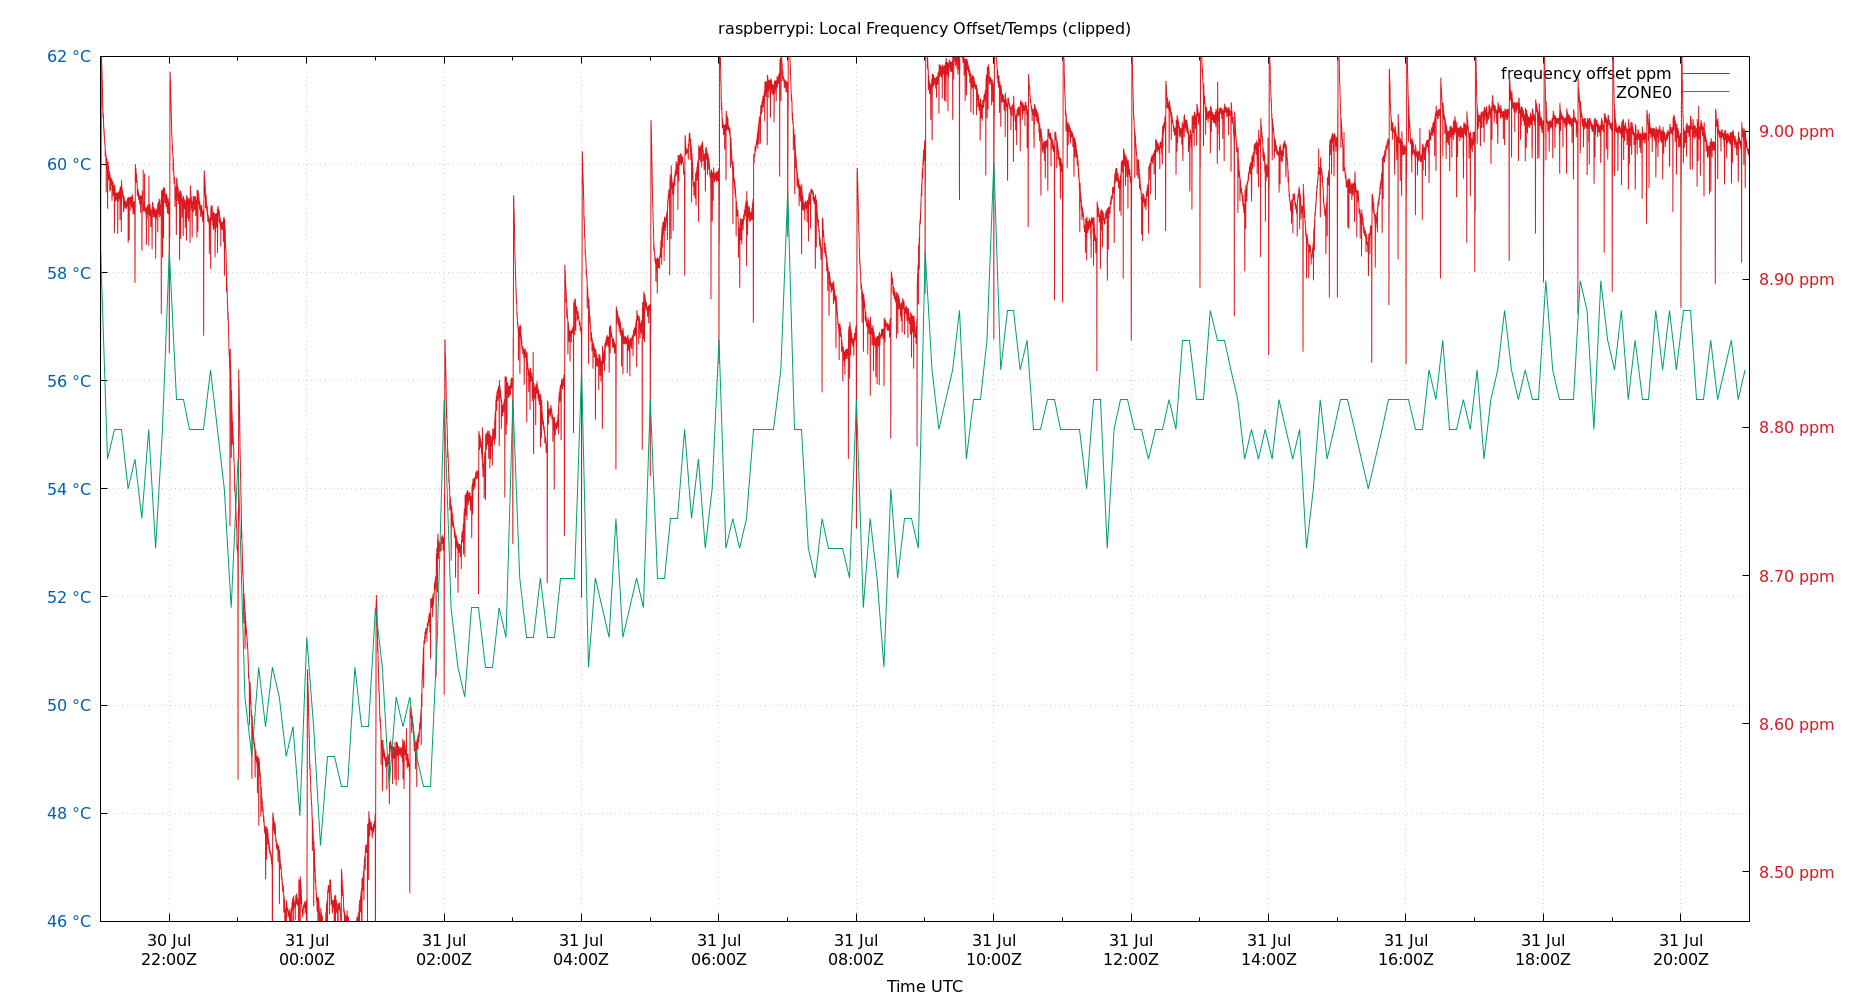 raspberrypi: Local Frequency Offset/Temps (clipped)
62 °C
60 °C
58 °C
56 °C
54 °C
52 °C
50 °C
48 °C
46 °C
frequency offset ppm
ZONE0
9.00 ppm
8.90 ppm
8.80 ppm
8.70 ppm
8.60 ppm
8.50 ppm
30 Jul 31 Jul 31 Jul 31 Jul 31 Jul 31 Jul 31 Jul 31 Jul 31 Jul 31 Jul 31 Jul 31 Jul
22:00Z 00:00Z 02:00Z 04:00Z 06:00Z 08:00Z 10:00Z 12:00Z 14:00Z 16:00Z 18:00Z 20:00Z
Time UTC